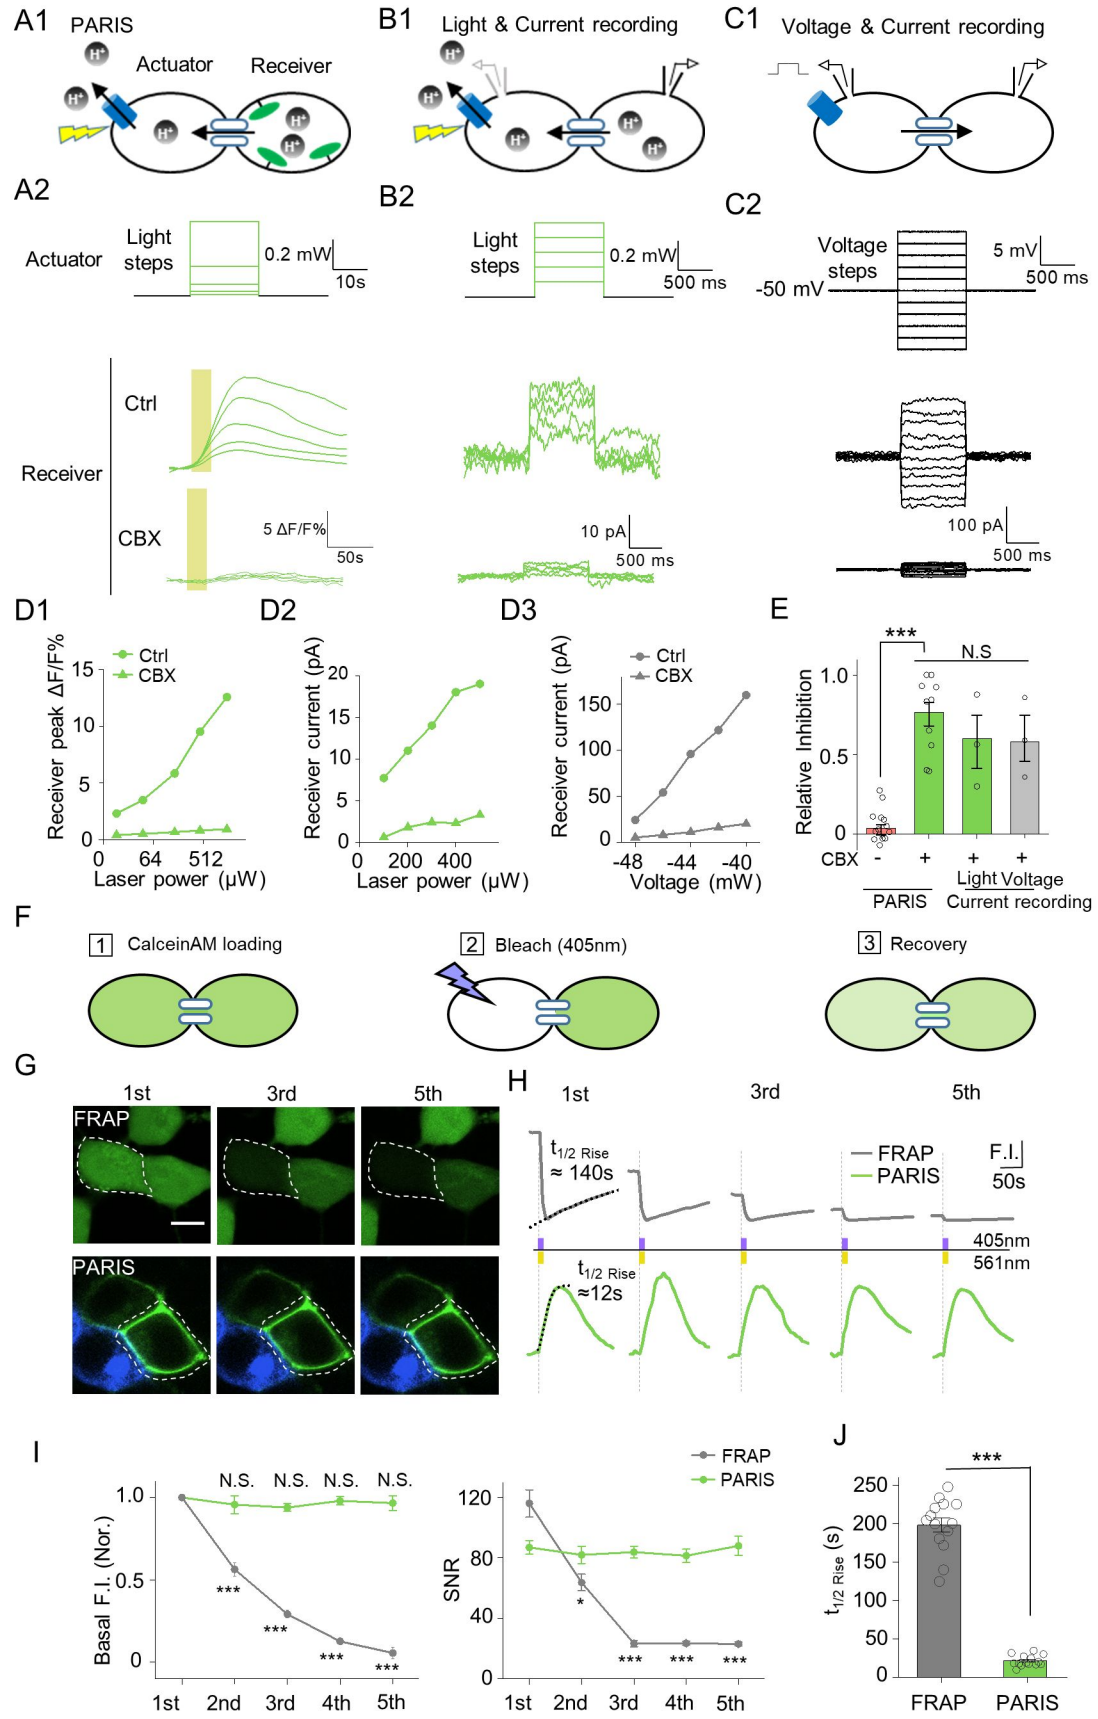 A1
PARIS
Actuator
Receiver
H⁺
H⁺
H⁺
H⁺
H⁺
B1
Light & Current recording
H⁺
H⁺
H⁺
H⁺
H⁺
C1
Voltage & Current recording
A2
Actuator
Light
steps
0.2 mW
10s
B2
Light
steps
0.2 mW
500 ms
C2
Voltage
steps
5 mV
500 ms
-50 mV
Receiver
Ctrl
CBX
5 ΔF/F%
50s
10 pA
500 ms
100 pA
500 ms
D1
Receiver peak ΔF/F%
Ctrl
CBX
15
10
5
0
0
64
512
Laser power (µW)
D2
Receiver current (pA)
20
15
10
5
0
0
200
400
Laser power (µW)
D3
Receiver current (pA)
Ctrl
CBX
150
100
50
0
-48
-44
-40
Voltage (mW)
E
Relative Inhibition
***
N.S
1.0
0.5
0
CBX
-
+
+
+
Light Voltage
PARIS
Current recording
F
1 CalceinAM loading
2 Bleach (405nm)
3 Recovery
G
1st
3rd
5th
FRAP
PARIS
H
1st
3rd
5th
t1/2 Rise
≈ 140s
FRAP
PARIS
F.I.
50s
405nm
561nm
t1/2 Rise
≈12s
I
Basal F.I. (Nor.)
N.S.
N.S.
N.S.
N.S.
1.0
0.5
0
***
***
***
***
1st
2nd
3rd
4th
5th
FRAP
PARIS
SNR
120
80
40
0
*
***
***
***
1st
2nd
3rd
4th
5th
J
***
t1/2 Rise (s)
250
200
150
100
50
0
FRAP
PARIS